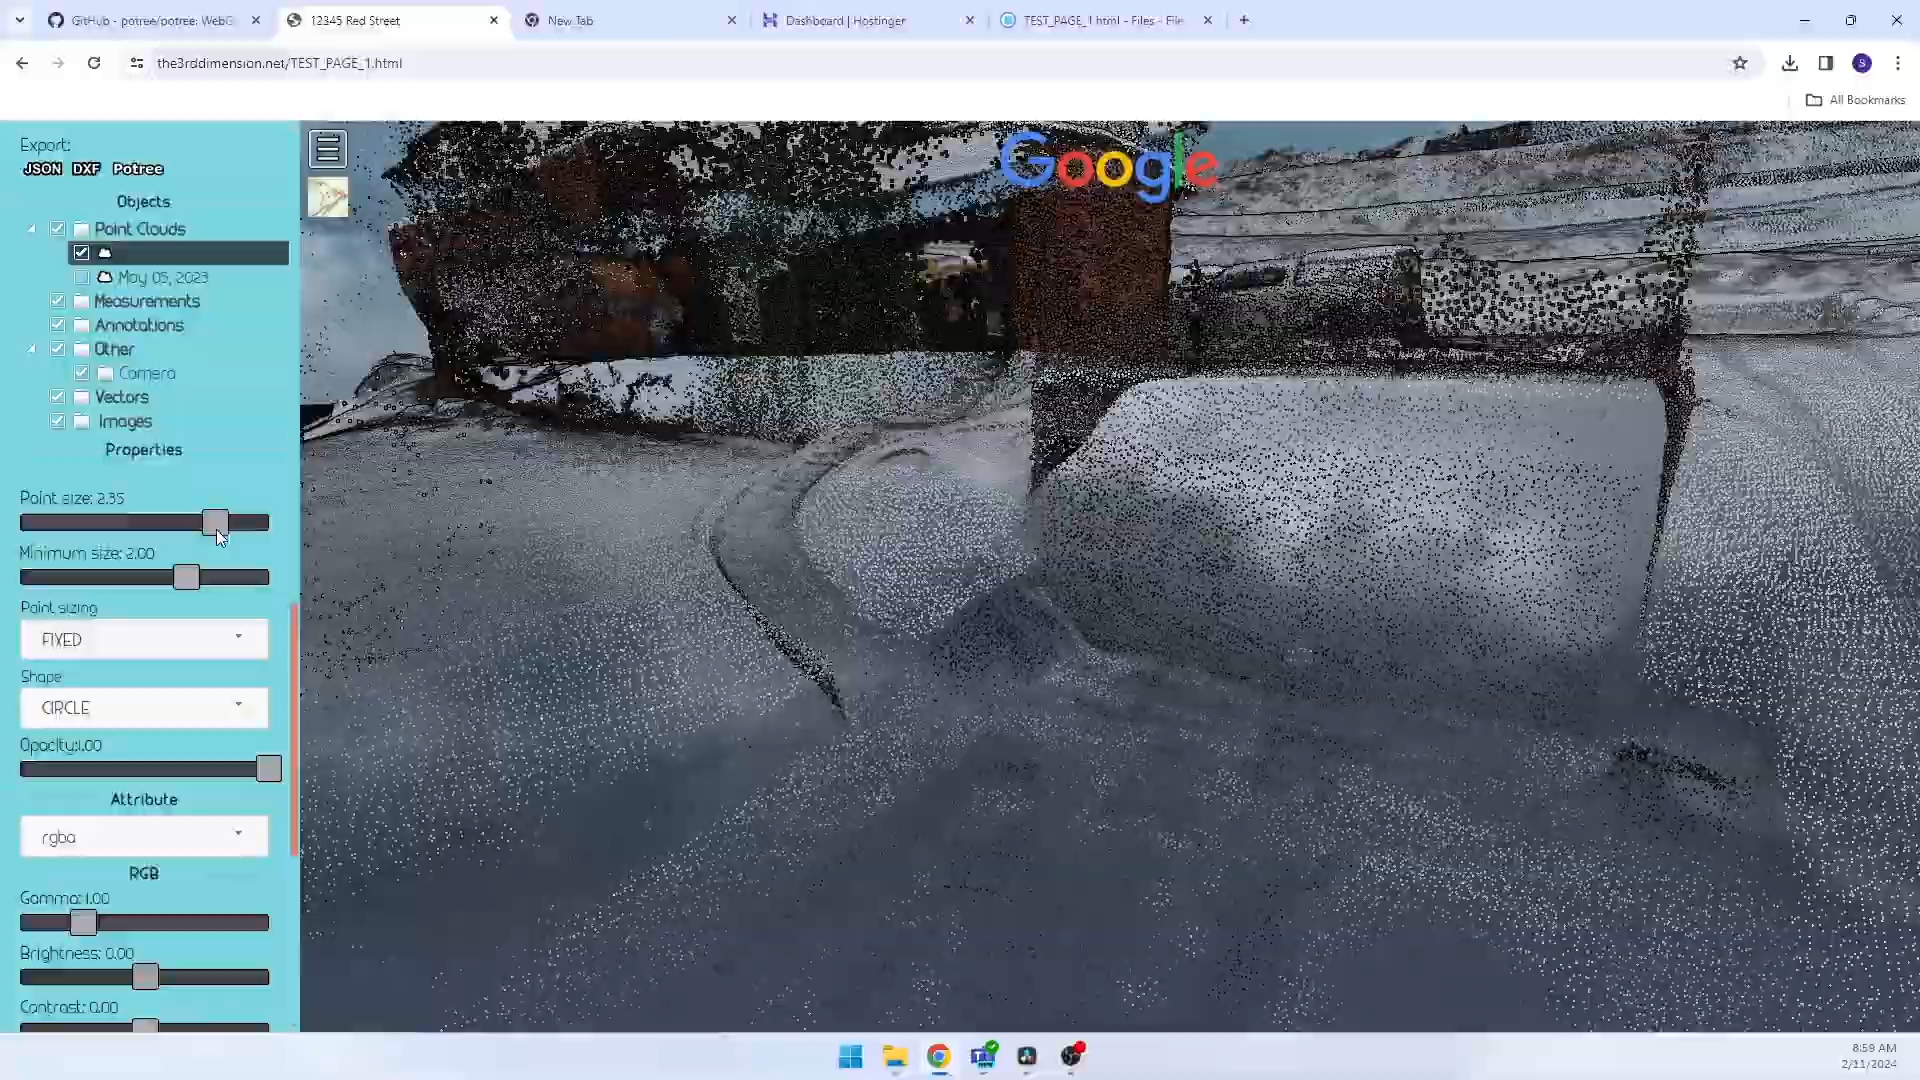 GitHub - potree/potree: WebG
12345 Red Street
New Tab
Dashboard | Hostinger
TEST_PAGE_1.html - Files - File
the3rddimension.net/TEST_PAGE_1.html
S
All Bookmarks
Export:
JSON DXF Potree
Objects
Point Clouds
May 05, 2023
Measurements
Annotations
Other
Camera
Vectors
Images
Properties
Point size: 2.35
Minimum size: 2.00
Point sizing
FIXED
Shape
CIRCLE
Opacity:1.00
Attribute
rgba
RGB
Gamma: 1.00
Brightness: 0.00
Contrast: 0.00
Google
8:59 AM
2/11/2024